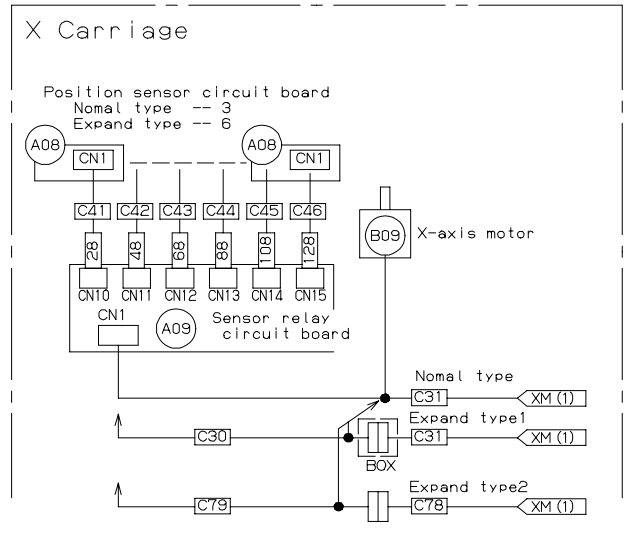 X Carriage
Position sensor circuit board
Nomal type -- 3
Expand type -- 6
A08
CN1
A08
CN1
C41
C42
C43
C44
C45
C46
28
48
68
88
108
128
B09
X-axis motor
CN10
CN11
CN12
CN13
CN14
CN15
CN1
A09
Sensor relay
circuit board
Nomal type
C31
XM (1)
Expand type1
C30
C31
XM (1)
BOX
Expand type2
C79
C78
XM (1)